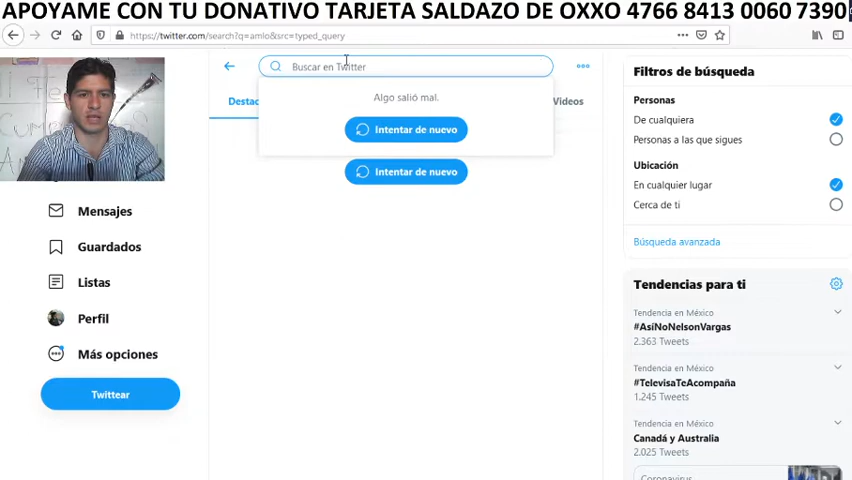 APOYAME CON TU DONATIVO TARJETA SALDAZO DE OXXO 4766 8413 0060 7390
https://twitter.com/search?q=amlo&src=typed_query
Buscar en Twitter
Destac
Videos
Algo salió mal.
Intentar de nuevo
Intentar de nuevo
Mensajes
Guardados
Listas
Perfil
Más opciones
Twittear
Filtros de búsqueda
Personas
De cualquiera
Personas a las que sigues
Ubicación
En cualquier lugar
Cerca de ti
Búsqueda avanzada
Tendencias para ti
Tendencia en México
#AsíNoNelsonVargas
2.363 Tweets
Tendencia en México
#TelevisaTeAcompaña
1.245 Tweets
Tendencia en México
Canadá y Australia
2.025 Tweets
Coronavirus